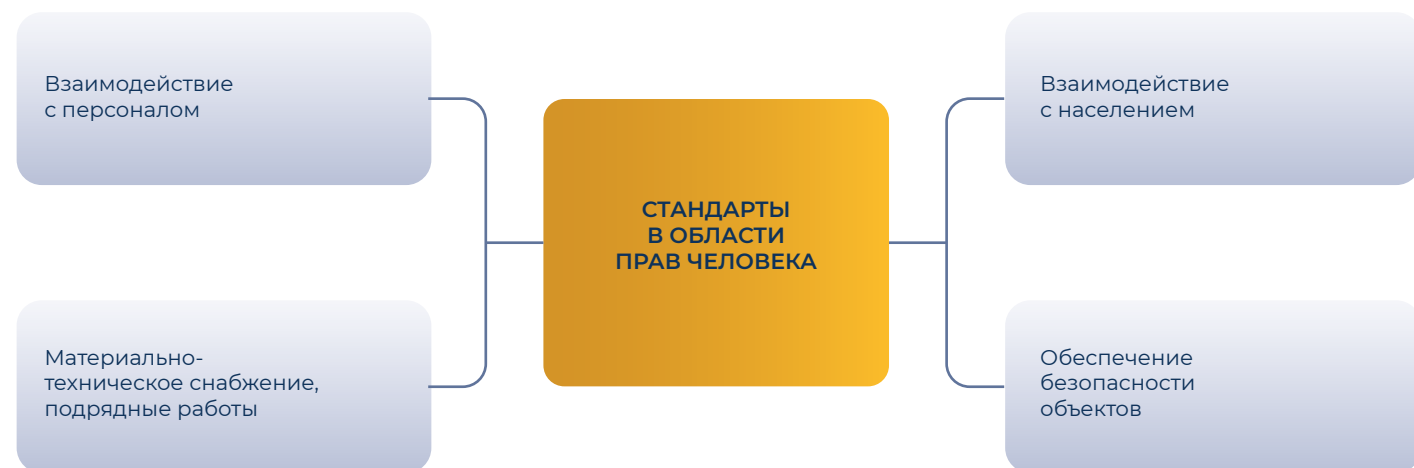 Взаимодействие
с персоналом
Материально-
техническое снабжение,
подрядные работы
СТАНДАРТЫ
В ОБЛАСТИ
ПРАВ ЧЕЛОВЕКА
Взаимодействие
с населением
Обеспечение
безопасности
объектов